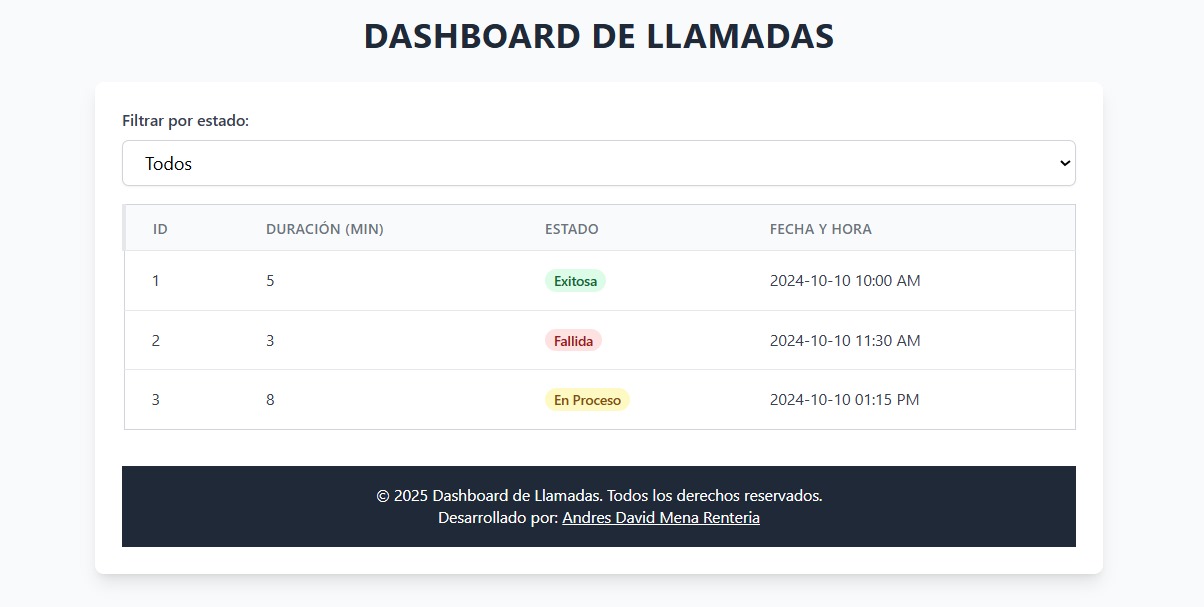 DASHBOARD DE LLAMADAS
Filtrar por estado:
Todos
ID DURACIÓN (MIN) ESTADO FECHA Y HORA
1 5 Exitosa 2024-10-10 10:00 AM
2 3 Fallida 2024-10-10 11:30 AM
3 8 En Proceso 2024-10-10 01:15 PM
© 2025 Dashboard de Llamadas. Todos los derechos reservados.
Desarrollado por: Andres David Mena Renteria